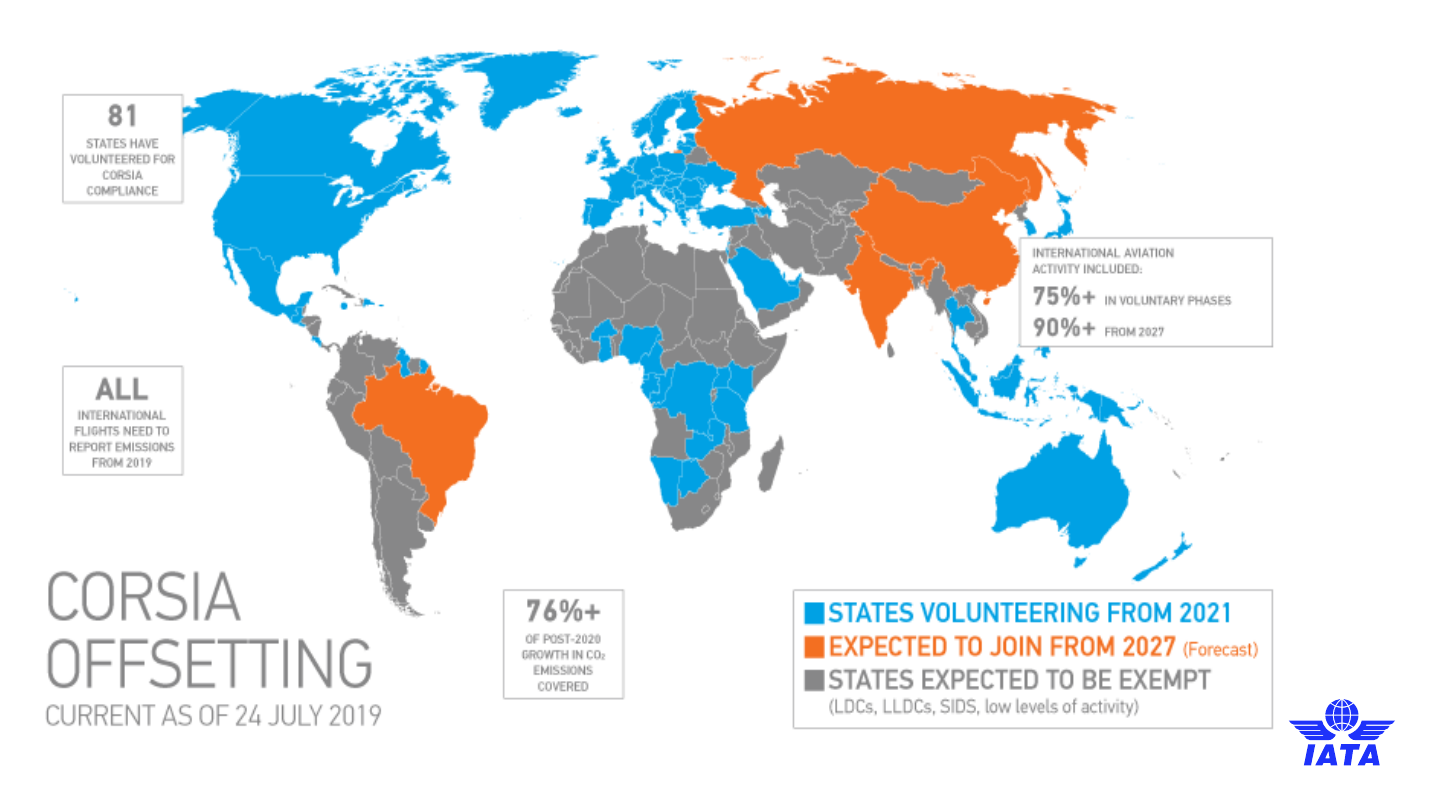 81
STATES HAVE
VOLUNTEERED FOR
CORSIA
COMPLIANCE
INTERNATIONAL AVIATION
ACTIVITY INCLUDED:
75%+ IN VOLUNTARY PHASES
90%+ FROM 2027
ALL
INTERNATIONAL
FLIGHTS NEED TO
REPORT EMISSIONS
FROM 2019
CORSIA
OFFSETTING
CURRENT AS OF 24 JULY 2019
76%+
OF POST-2020
GROWTH IN CO₂
EMISSIONS
COVERED
STATES VOLUNTEERING FROM 2021
EXPECTED TO JOIN FROM 2027 (Forecast)
STATES EXPECTED TO BE EXEMPT
(LDCs, LLDCs, SIDS, low levels of activity)
IATA